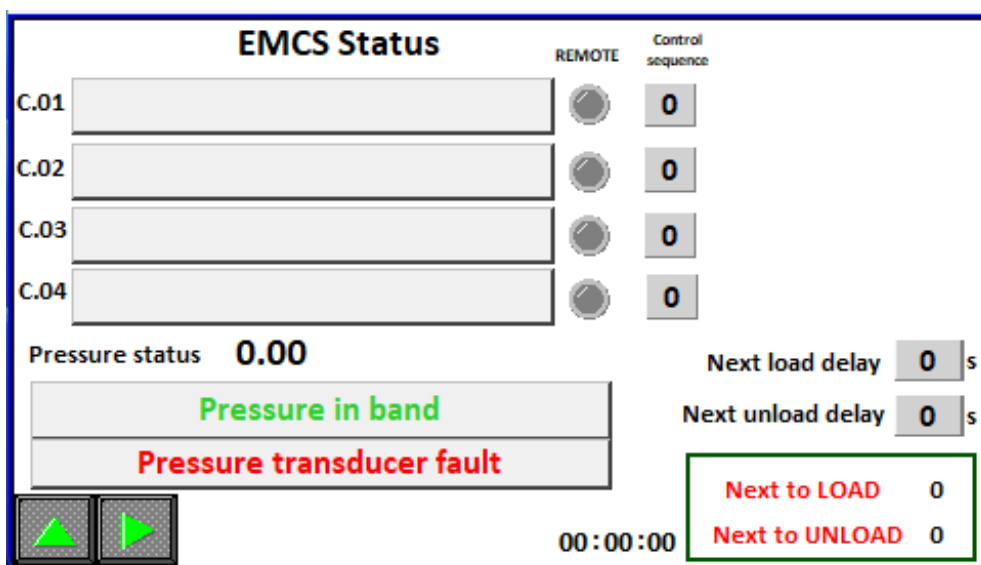 EMCS Status
REMOTE
Control
sequence
C.01 0
C.02 0
C.03 0
C.04 0
Pressure status 0.00
Next load delay 0 s
Pressure in band
Next unload delay 0 s
Pressure transducer fault
Next to LOAD 0
00:00:00
Next to UNLOAD 0